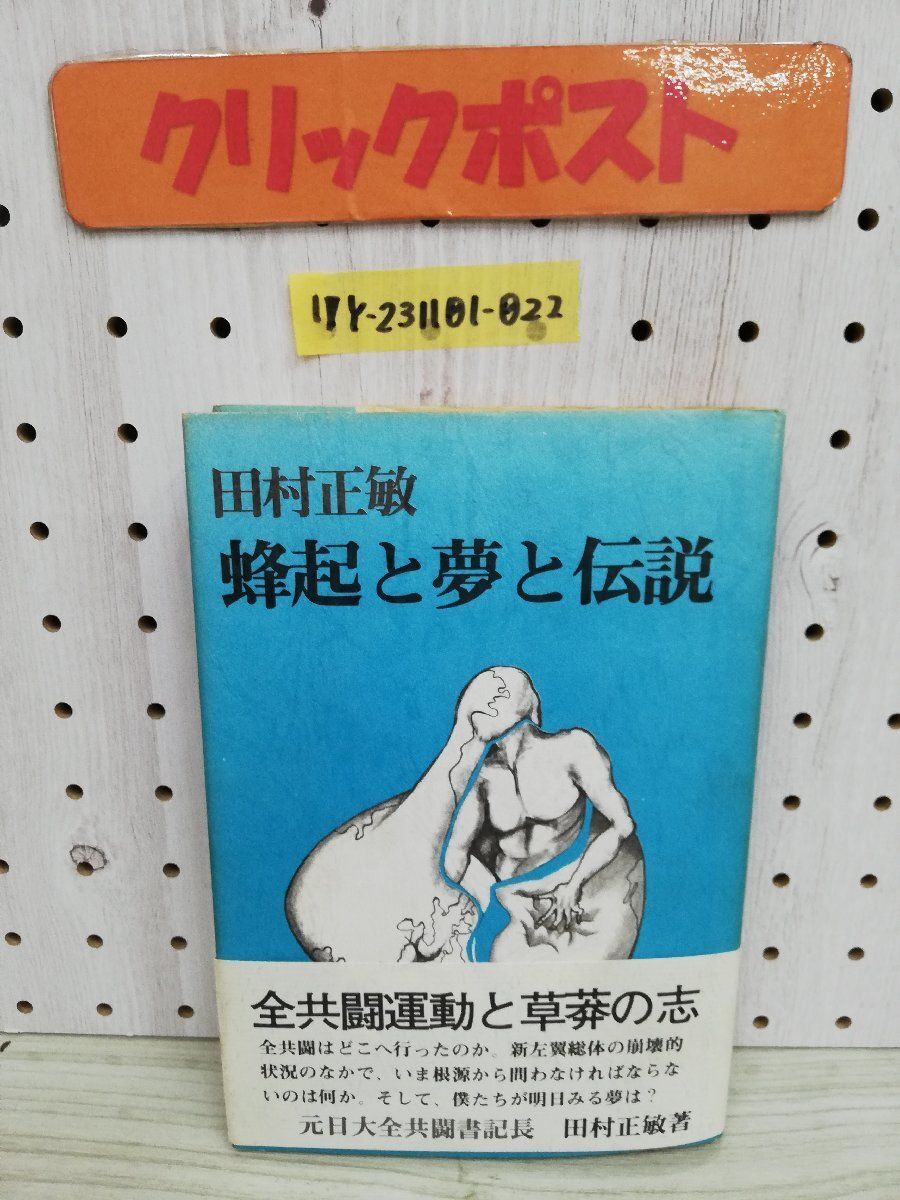 クリックポスト
1TY-231101-022
田村正敏
蜂起と夢と伝説
全共闘運動と草莽の志
全共闘はどこへ行ったのか。新左翼総体の崩壊的
状況のなかで、いま根源から問わなければならな
いのは何か。そして、僕たちが明日みる夢は?
元日大全共闘書記長　田村正敏著